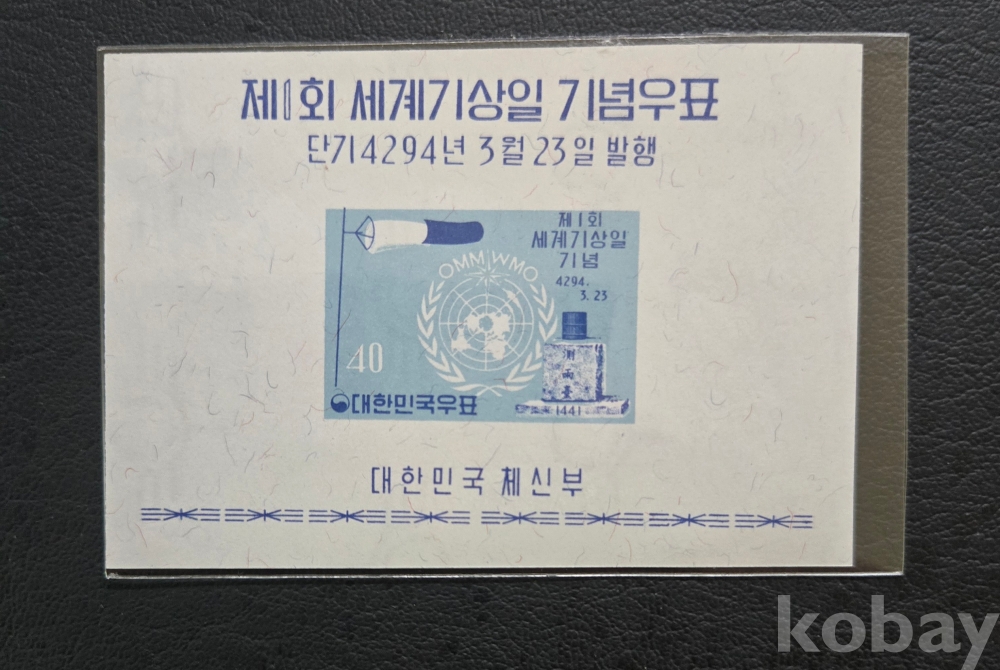 제1회 세계기상일 기념우표
단기4294년 3월 23일 발행
제1회
세계기상일
기념
4294.
3. 23
OMM WMO
40
測雨臺
1441
대한민국우표
대한민국 체신부
kobay